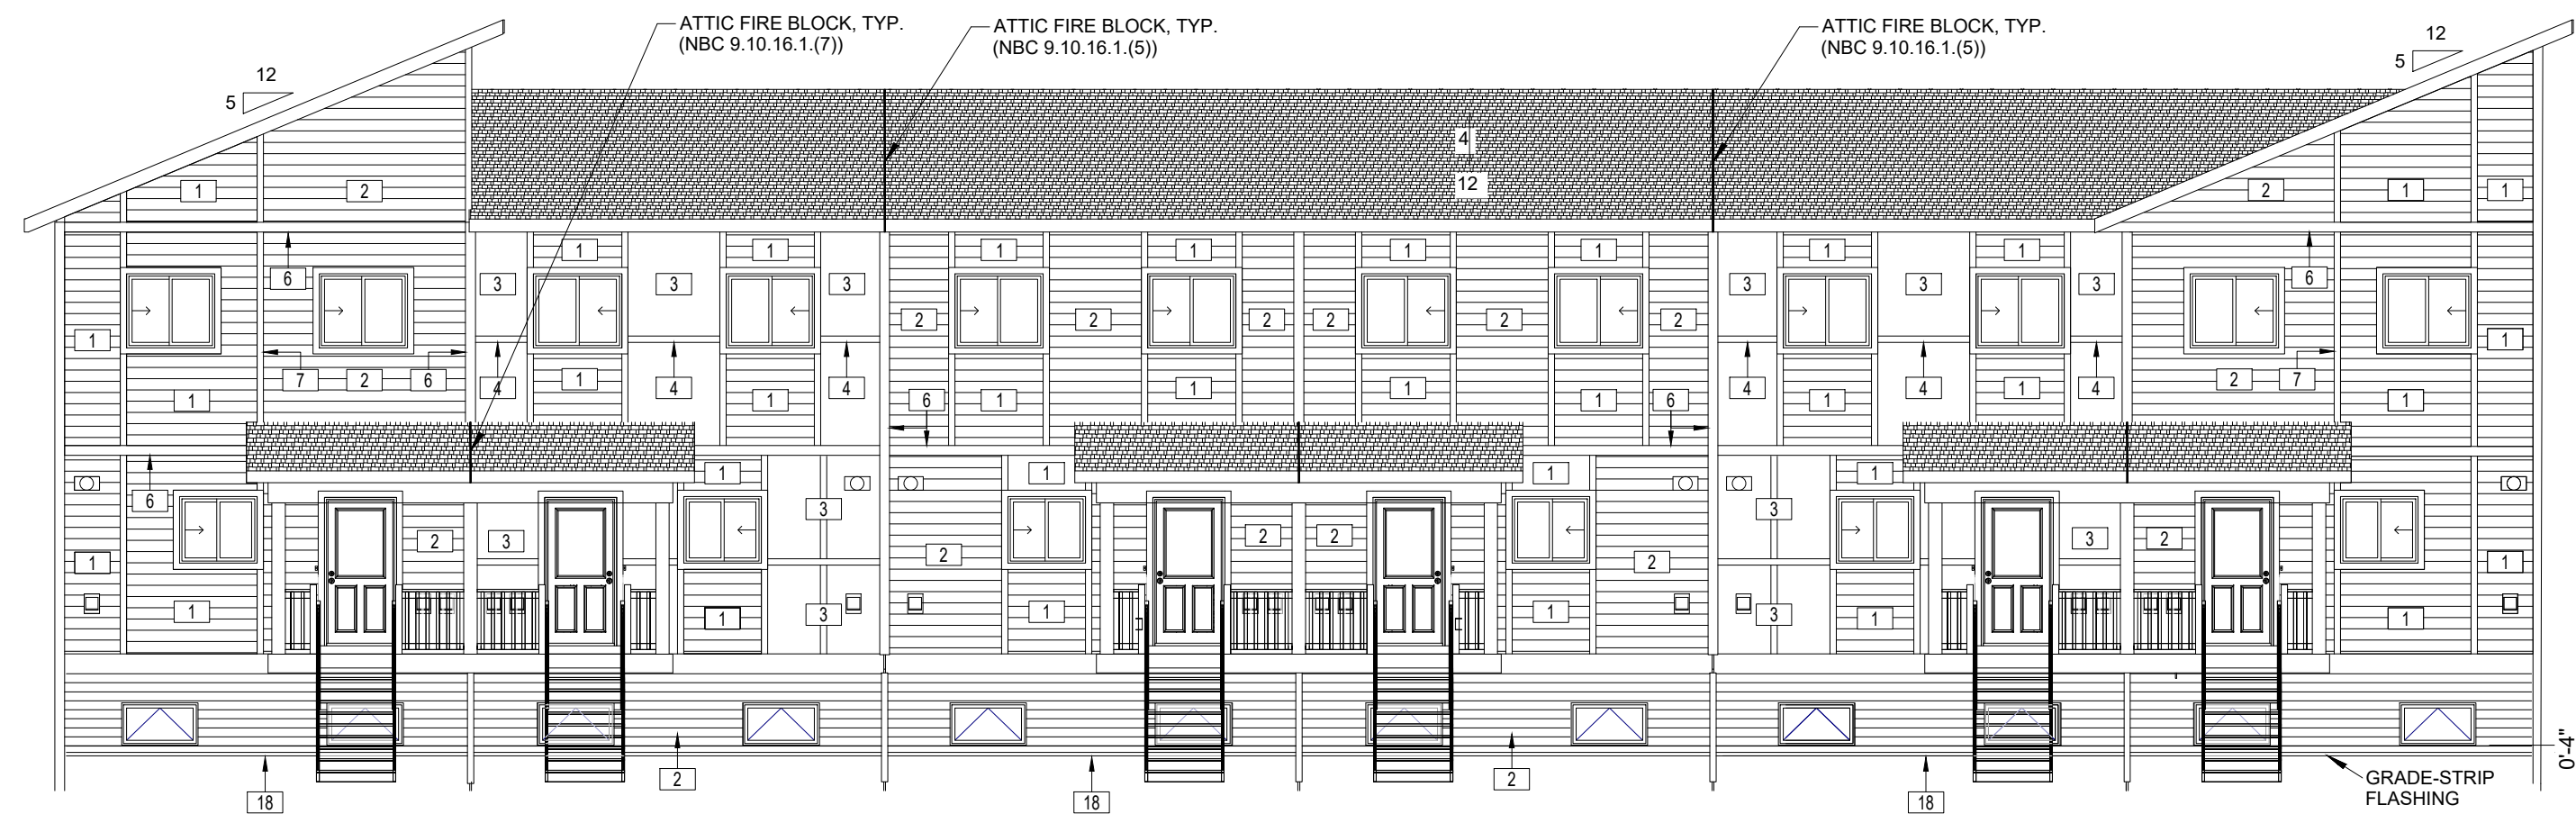 ATTIC FIRE BLOCK, TYP.
(NBC 9.10.16.1.(7))
ATTIC FIRE BLOCK, TYP.
(NBC 9.10.16.1.(5))
ATTIC FIRE BLOCK, TYP.
(NBC 9.10.16.1.(5))
12
5
12
5
4
12
1 2 2 1 1
1 1 1 1 1 1 1 1
6 3 3 3 3 3 3 6
2 2 2 2 2 2
1 1
7 2 6 4 1 4 4 1 1 4 1 4 4 2 7
1 1 6 1 1 6 1 1
1 1 1 1
6 3 3
2 3 2 2 2 3 2
1 2 1
1 1 3 1 1 3 1 1
2 2
18 18 18
GRADE-STRIP
FLASHING
0'-4"